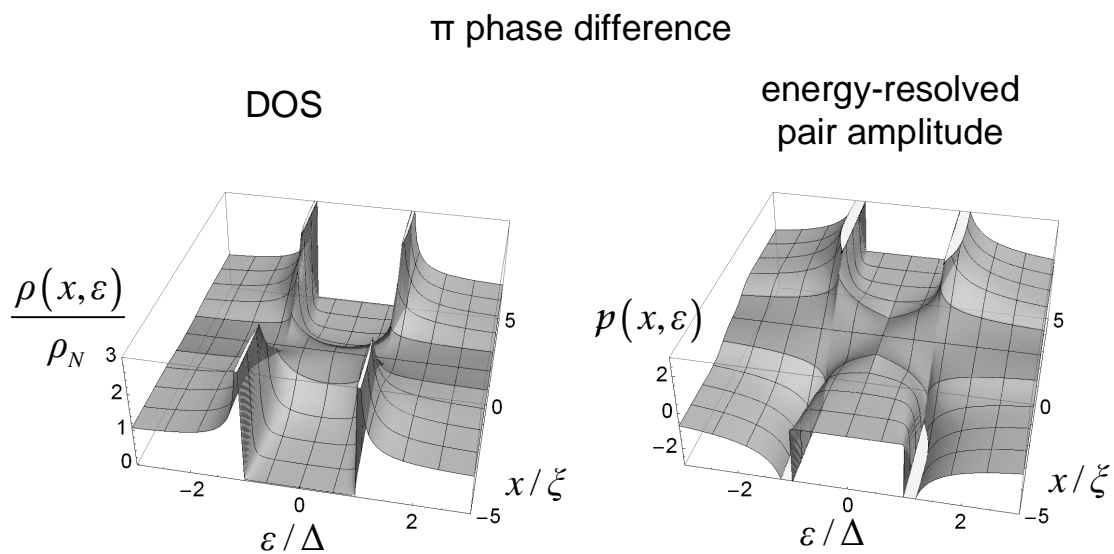 π phase difference
DOS
energy-resolved
pair amplitude
ρ(x, ε)
ρ_N
3
2
1
0
−2
0
2
ε / Δ
5
0
−5
x / ξ
p(x, ε)
2
0
−2
−2
0
2
ε / Δ
5
0
−5
x / ξ